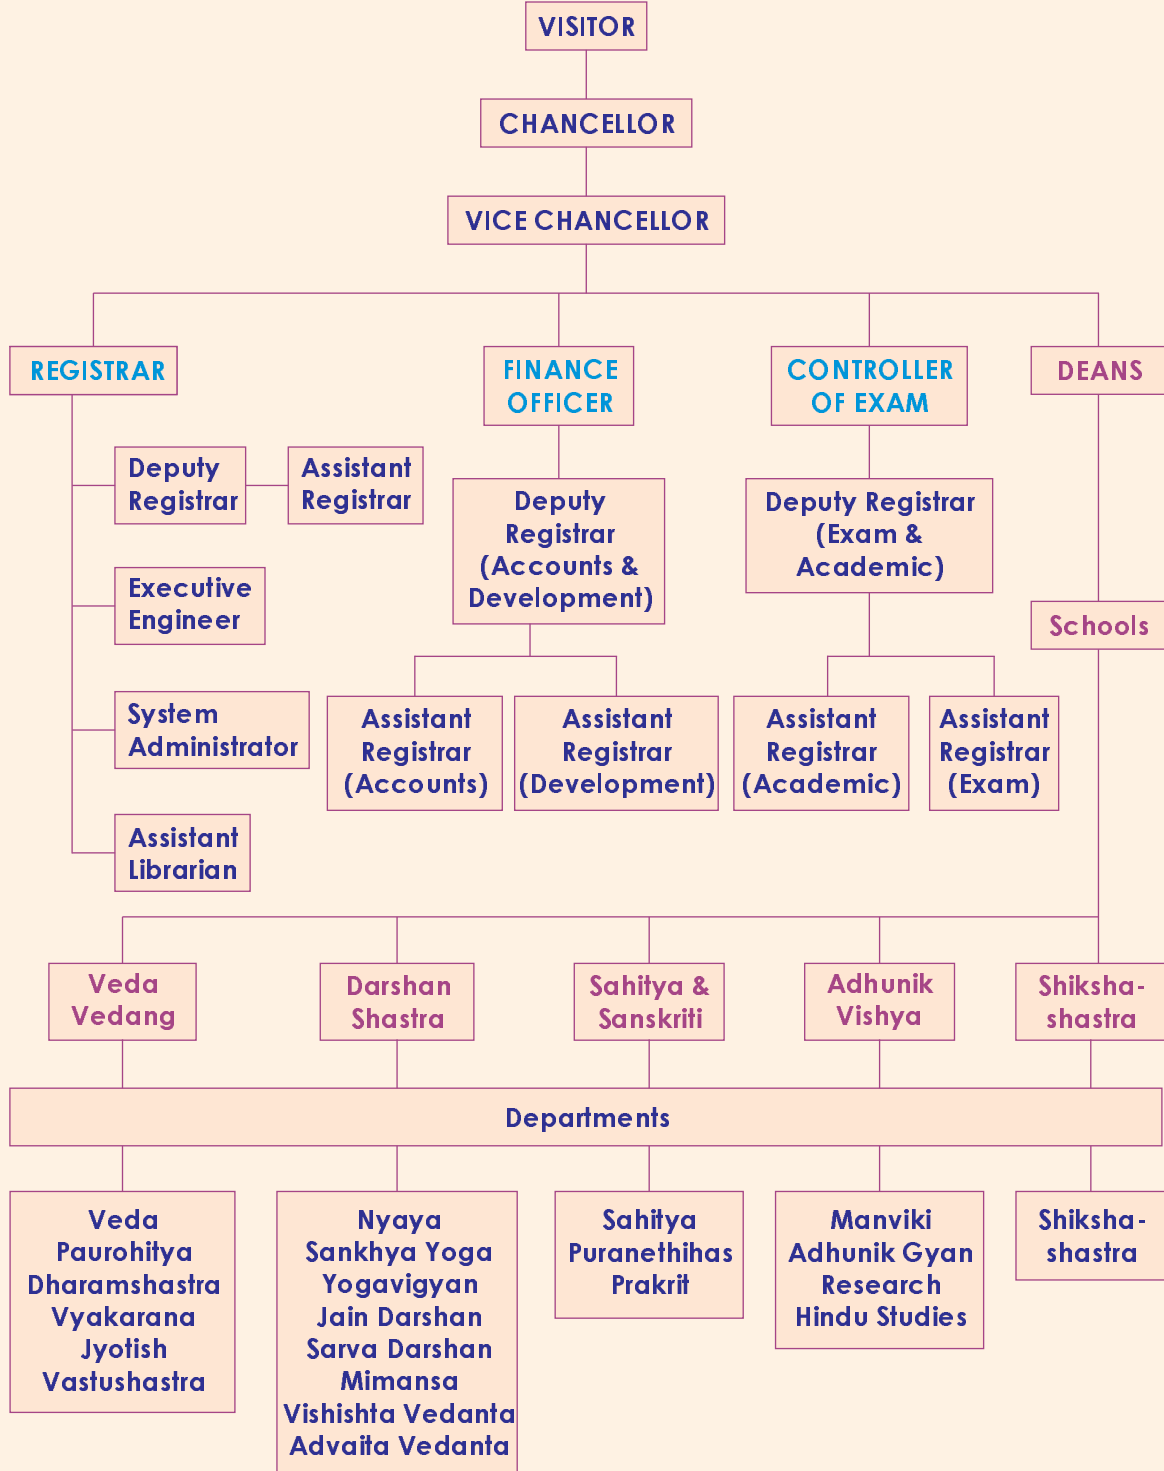 VISITOR
CHANCELLOR
VICE CHANCELLOR
REGISTRAR
FINANCE
OFFICER
CONTROLLER
OF EXAM
DEANS
Deputy
Registrar
Assistant
Registrar
Executive
Engineer
System
Administrator
Assistant
Librarian
Deputy
Registrar
(Accounts &
Development)
Assistant
Registrar
(Accounts)
Assistant
Registrar
(Development)
Deputy Registrar
(Exam &
Academic)
Assistant
Registrar
(Academic)
Assistant
Registrar
(Exam)
Schools
Veda
Vedang
Darshan
Shastra
Sahitya &
Sanskriti
Adhunik
Vishya
Shiksha-
shastra
Departments
Veda
Paurohitya
Dharamshastra
Vyakarana
Jyotish
Vastushastra
Nyaya
Sankhya Yoga
Yogavigyan
Jain Darshan
Sarva Darshan
Mimansa
Vishishta Vedanta
Advaita Vedanta
Sahitya
Puranethihas
Prakrit
Manviki
Adhunik Gyan
Research
Hindu Studies
Shiksha-
shastra